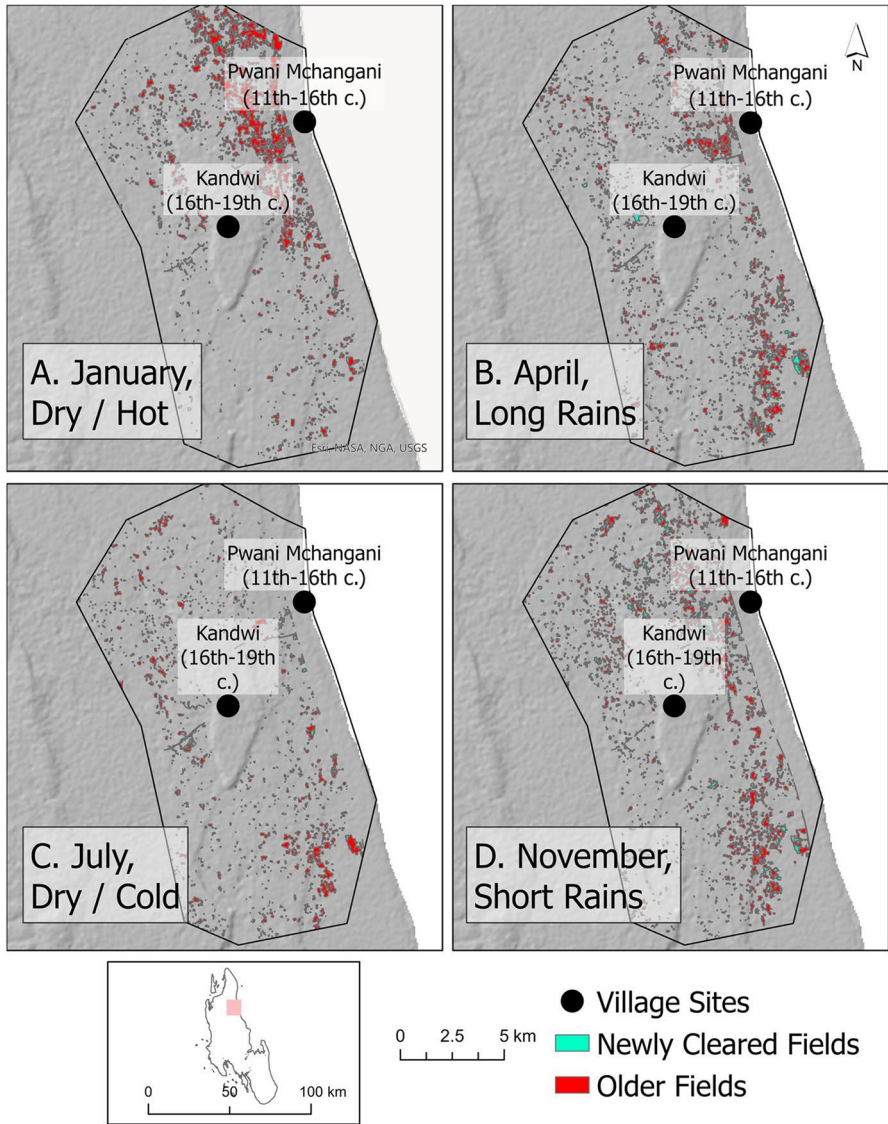 Pwani Mchangani
(11th-16th c.)
Kandwi
(16th-19th c.)
A. January,
Dry / Hot
Esri, NASA, NGA, USGS
N
Pwani Mchangani
(11th-16th c.)
Kandwi
(16th-19th c.)
B. April,
Long Rains
Pwani Mchangani
(11th-16th c.)
Kandwi
(16th-19th
c.)
C. July,
Dry / Cold
Pwani Mchangani
(11th-16th c.)
Kandwi
(16th-19th
c.)
D. November,
Short Rains
0 50 100 km
0 2.5 5 km
Village Sites
Newly Cleared Fields
Older Fields